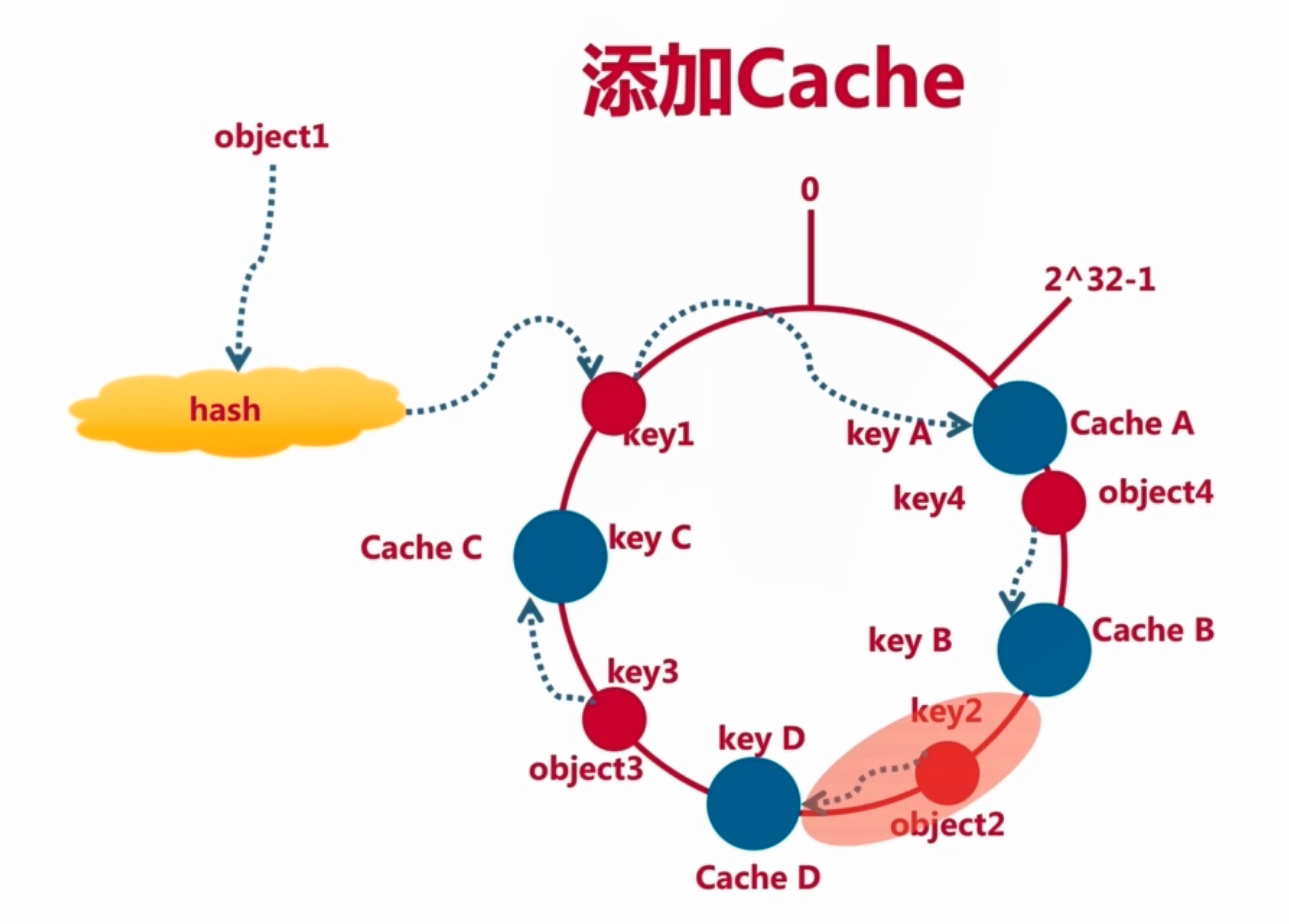 添加Cache
object1
0
2^32-1
hash
key1
key A
Cache A
key4
object4
Cache C
key C
key B
Cache B
key3
key2
object3
key D
object2
Cache D